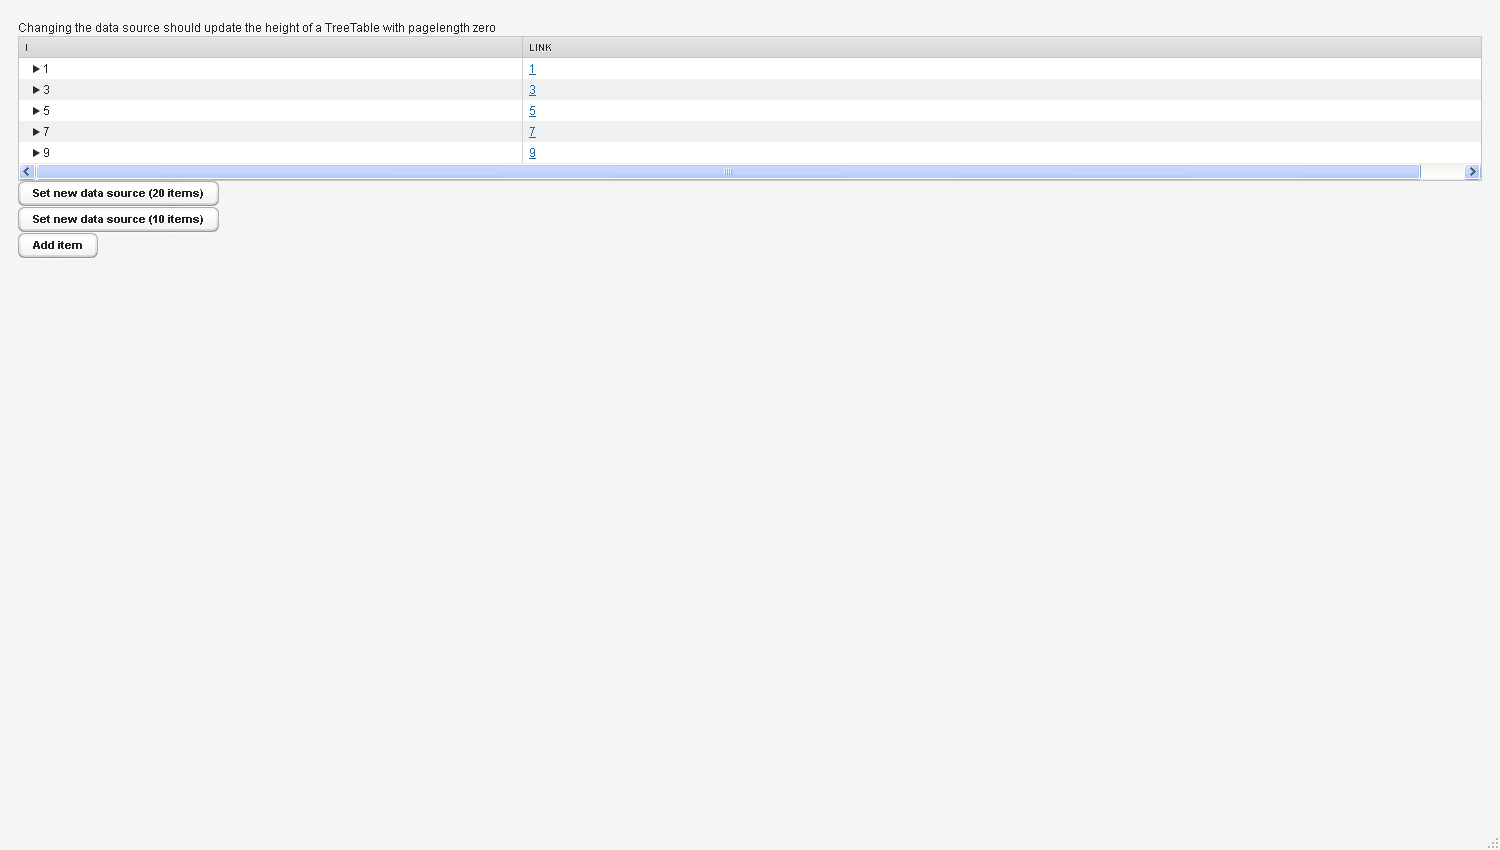 Changing the data source should update the height of a TreeTable with pagelength zero
I LINK
1 1
3 3
5 5
7 7
9 9
Set new data source (20 items)
Set new data source (10 items)
Add item